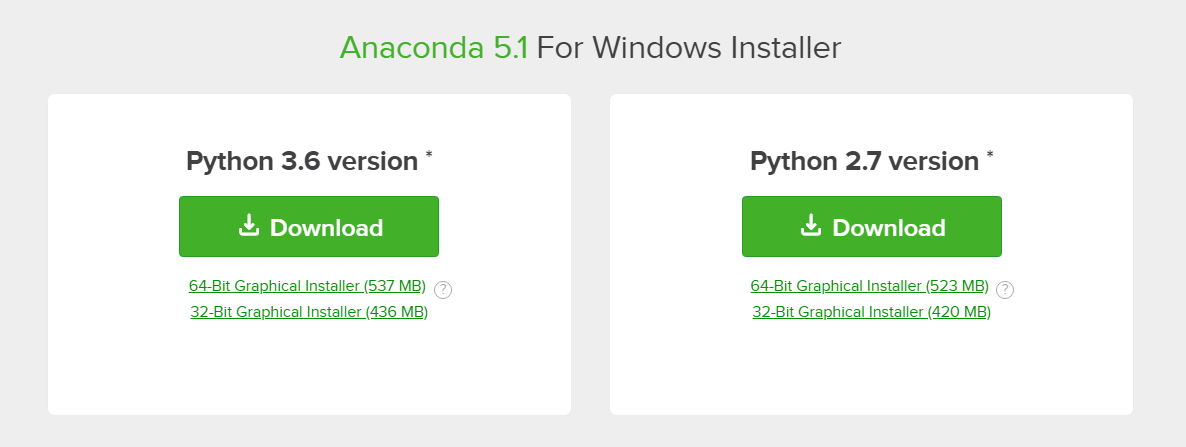 Anaconda 5.1 For Windows Installer
Python 3.6 version *
Download
64-Bit Graphical Installer (537 MB) ?
32-Bit Graphical Installer (436 MB)
Python 2.7 version *
Download
64-Bit Graphical Installer (523 MB) ?
32-Bit Graphical Installer (420 MB)